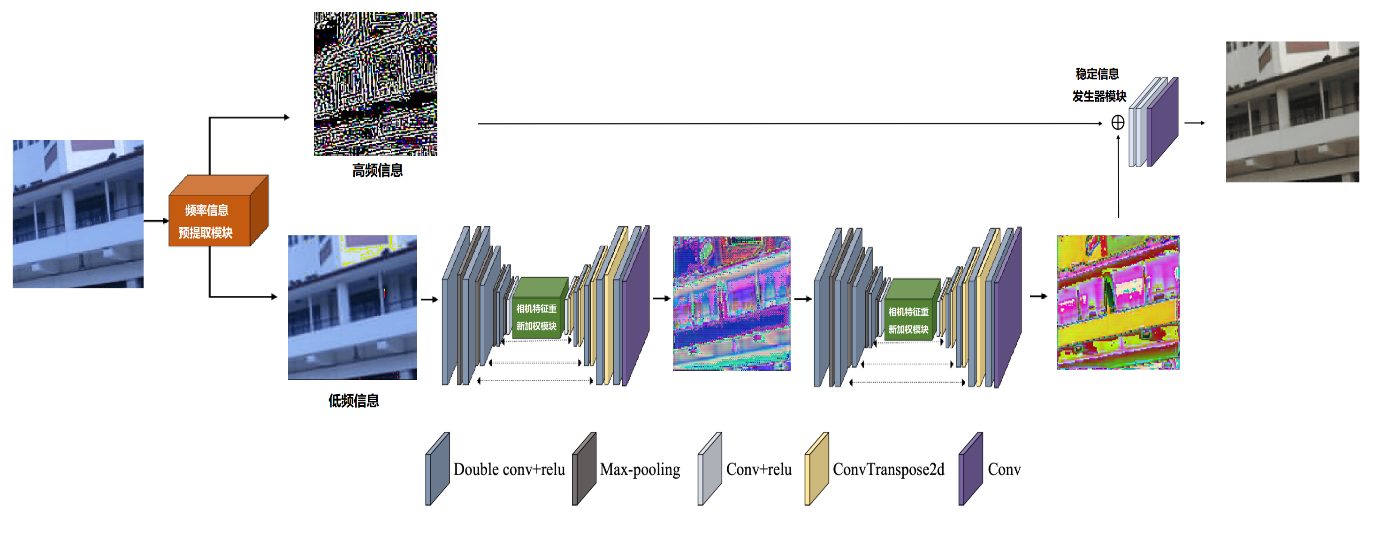 稳定信息
发生器模块
高频信息
频率信息
预提取模块
相机特征重
新加权模块
相机特征重
新加权模块
低频信息
Double conv+relu
Max-pooling
Conv+relu
ConvTranspose2d
Conv